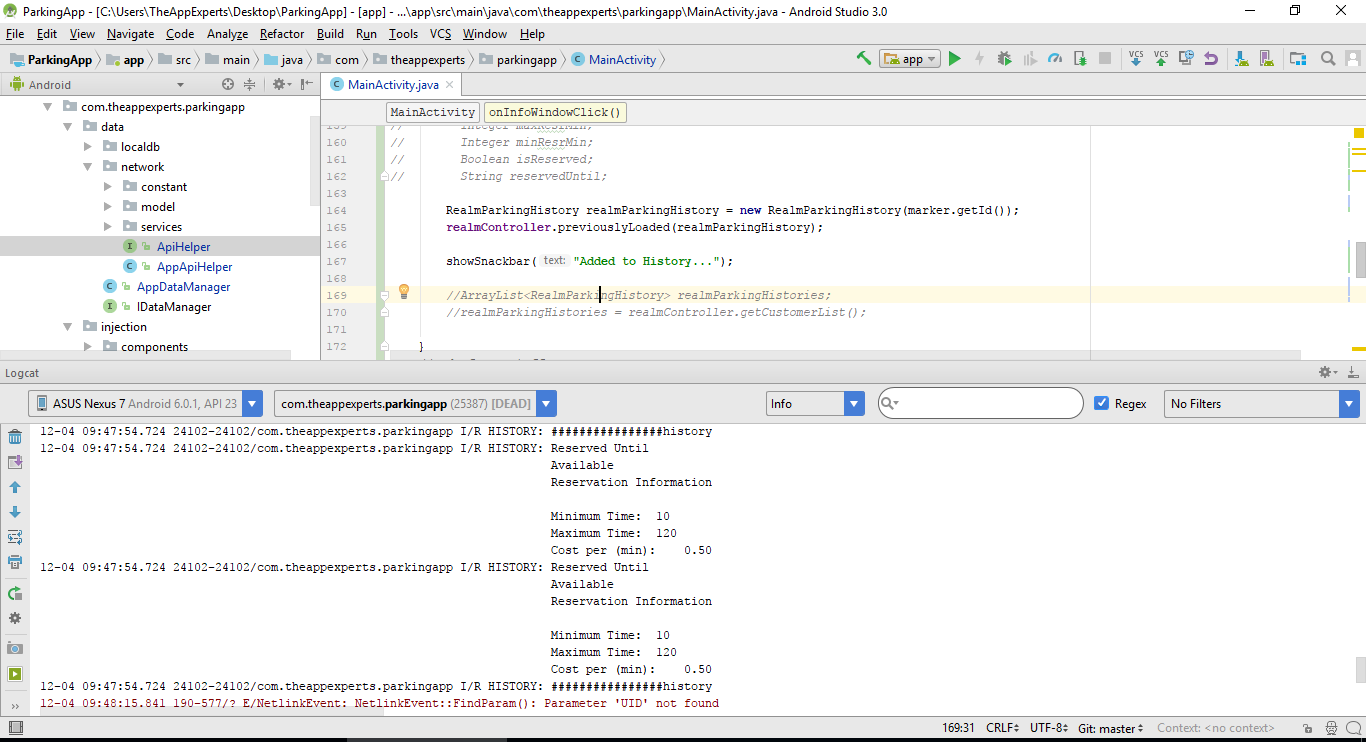 ParkingApp - [C:\Users\TheAppExperts\Desktop\ParkingApp] - [app] - ...\app\src\main\java\com\theappexperts\parkingapp\MainActivity.java - Android Studio 3.0
File Edit View Navigate Code Analyze Refactor Build Run Tools VCS Window Help
ParkingApp app src main java com theappexperts parkingapp MainActivity app VCS VCS
Android
MainActivity.java
com.theappexperts.parkingapp
data
localdb
network
constant
model
services
ApiHelper
AppApiHelper
AppDataManager
IDataManager
injection
components
MainActivity onInfoWindowClick()
159 // Integer maxResrMin;
160 // Integer minResrMin;
161 // Boolean isReserved;
162 // String reservedUntil;
163
164 RealmParkingHistory realmParkingHistory = new RealmParkingHistory(marker.getId());
165 realmController.previouslyLoaded(realmParkingHistory);
166
167 showSnackbar( text: "Added to History...");
168
169 //ArrayList<RealmParkingHistory> realmParkingHistories;
170 //realmParkingHistories = realmController.getCustomerList();
171
172 }
Logcat
ASUS Nexus 7 Android 6.0.1, API 23 com.theappexperts.parkingapp (25387) [DEAD] Info Regex No Filters
12-04 09:47:54.724 24102-24102/com.theappexperts.parkingapp I/R HISTORY: ################history
12-04 09:47:54.724 24102-24102/com.theappexperts.parkingapp I/R HISTORY: Reserved Until
Available
Reservation Information
Minimum Time: 10
Maximum Time: 120
Cost per (min): 0.50
12-04 09:47:54.724 24102-24102/com.theappexperts.parkingapp I/R HISTORY: Reserved Until
Available
Reservation Information
Minimum Time: 10
Maximum Time: 120
Cost per (min): 0.50
12-04 09:47:54.724 24102-24102/com.theappexperts.parkingapp I/R HISTORY: ################history
12-04 09:48:15.841 190-577/? E/NetlinkEvent: NetlinkEvent::FindParam(): Parameter 'UID' not found
169:31 CRLF UTF-8 Git: master Context: <no context>